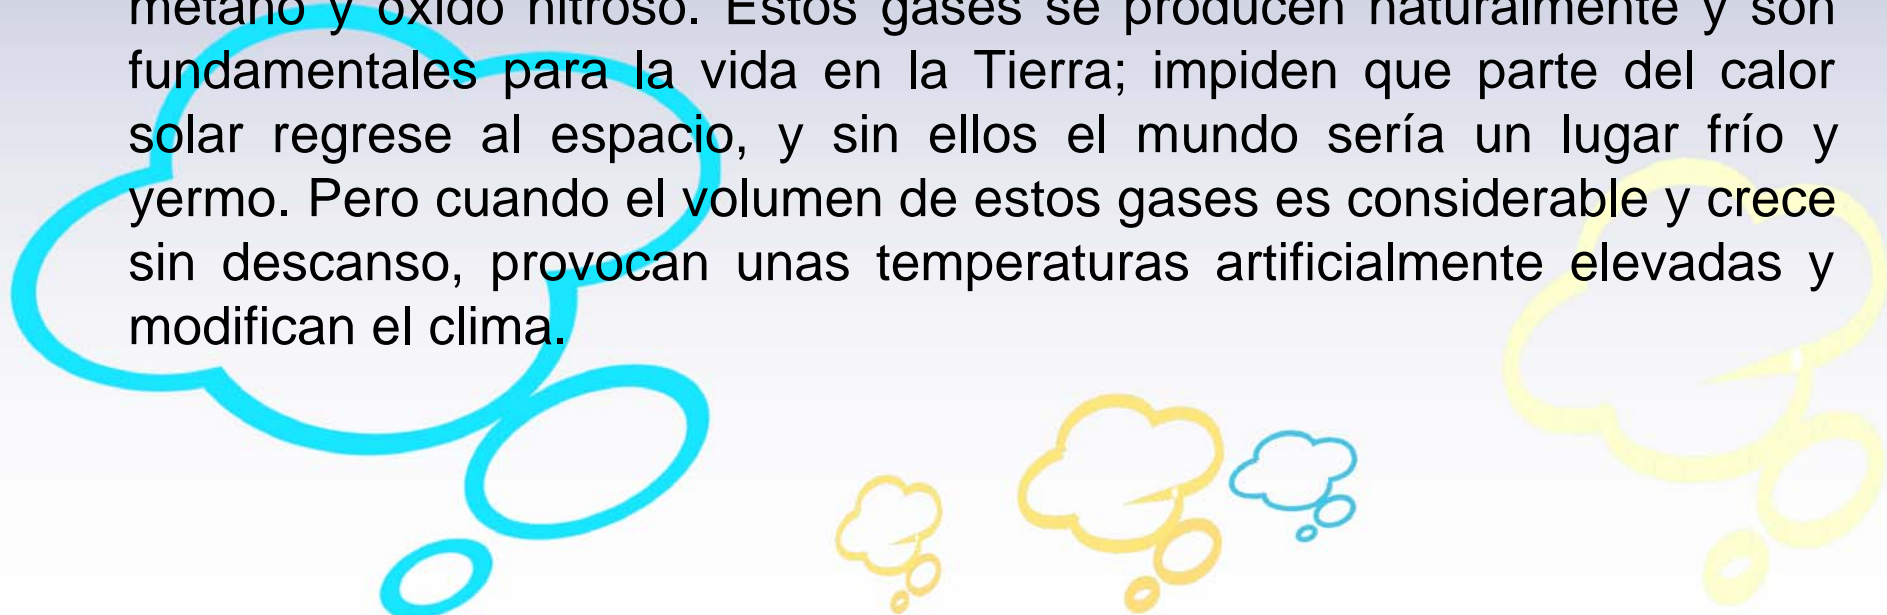 metano y óxido nitroso. Estos gases se producen naturalmente y son
fundamentales para la vida en la Tierra; impiden que parte del calor
solar regrese al espacio, y sin ellos el mundo sería un lugar frío y
yermo. Pero cuando el volumen de estos gases es considerable y crece
sin descanso, provocan unas temperaturas artificialmente elevadas y
modifican el clima.